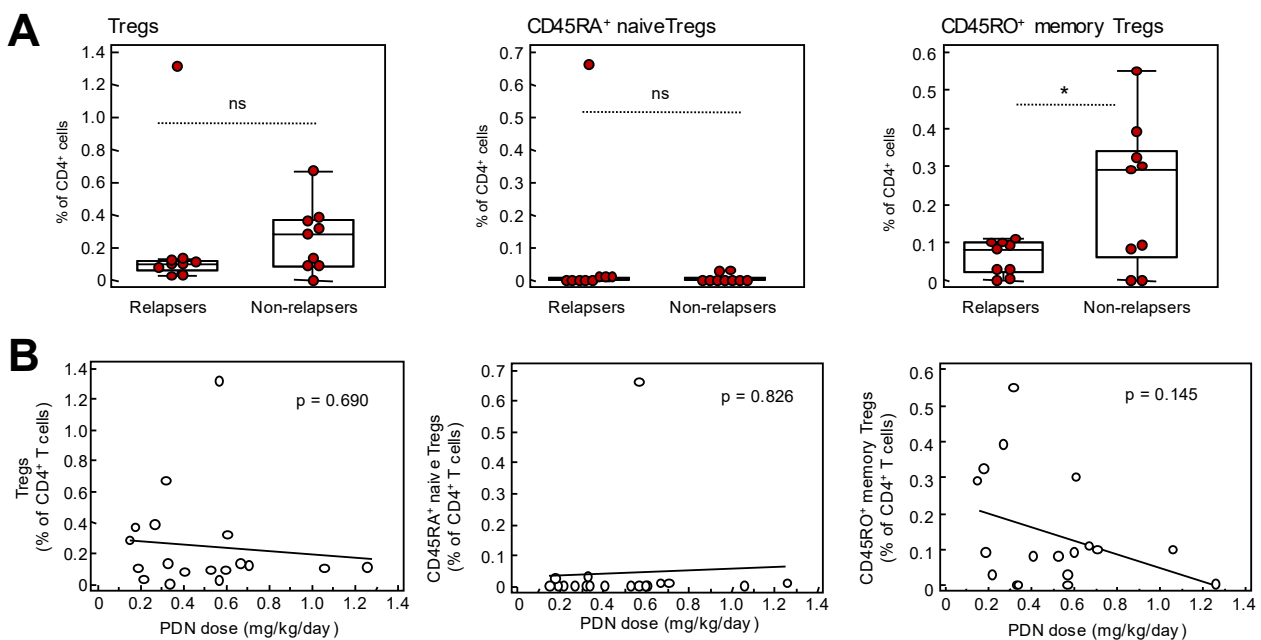 A
Tregs
CD45RA⁺ naiveTregs
CD45RO⁺ memory Tregs
% of CD4⁺ cells
1.4
1.2
1.0
0.8
0.6
0.4
0.2
0
ns
Relapsers
Non-relapsers
% of CD4⁺ cells
0.7
0.6
0.5
0.4
0.3
0.2
0.1
0
ns
Relapsers
Non-relapsers
% of CD4⁺ cells
0.6
0.5
0.4
0.3
0.2
0.1
0
*
Relapsers
Non-relapsers
B
Tregs
(% of CD4⁺ T cells)
1.4
1.2
1.0
0.8
0.6
0.4
0.2
0
p = 0.690
0 0.2 0.4 0.6 0.8 1.0 1.2 1.4
PDN dose (mg/kg/day)
CD45RA⁺ naive Tregs
(% of CD4⁺ T cells)
0.7
0.6
0.5
0.4
0.3
0.2
0.1
0
p = 0.826
0 0.2 0.4 0.6 0.8 1.0 1.2 1.4
PDN dose (mg/kg/day)
CD45RO⁺ memory Tregs
(% of CD4⁺ T cells)
0.6
0.5
0.4
0.3
0.2
0.1
0
p = 0.145
0 0.2 0.4 0.6 0.8 1.0 1.2 1.4
PDN dose (mg/kg/day)